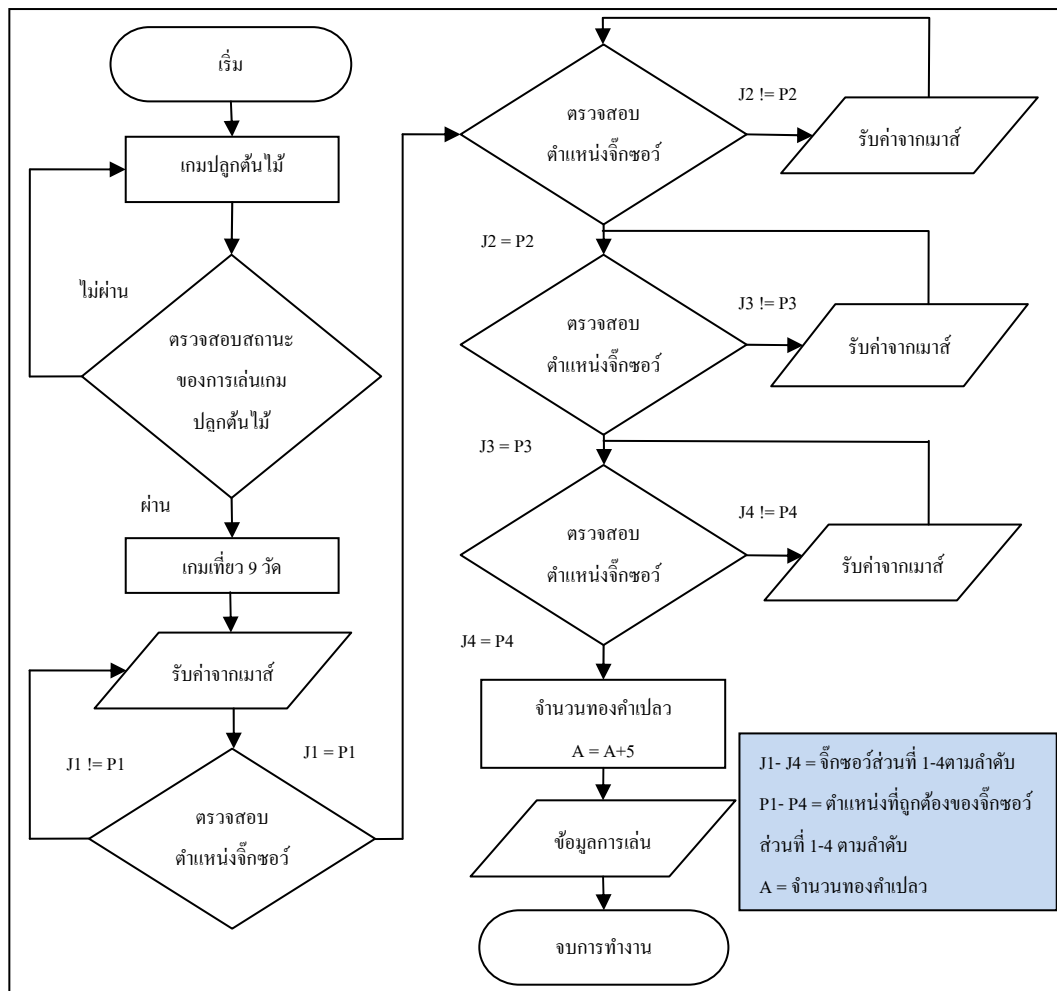 เริ่ม
เกมปลูกต้นไม้
ไม่ผ่าน
ตรวจสอบสถานะ
ของการเล่นเกม
ปลูกต้นไม้
ผ่าน
เกมเที่ยว 9 วัด
รับค่าจากเมาส์
J1 != P1
J1 = P1
ตรวจสอบ
ตำแหน่งจิ๊กซอว์
ตรวจสอบ
ตำแหน่งจิ๊กซอว์
J2 != P2
รับค่าจากเมาส์
J2 = P2
ตรวจสอบ
ตำแหน่งจิ๊กซอว์
J3 != P3
รับค่าจากเมาส์
J3 = P3
ตรวจสอบ
ตำแหน่งจิ๊กซอว์
J4 != P4
รับค่าจากเมาส์
J4 = P4
จำนวนทองคำเปลว
A = A+5
ข้อมูลการเล่น
จบการทำงาน
J1- J4 = จิ๊กซอว์ส่วนที่ 1-4ตามลำดับ
P1- P4 = ตำแหน่งที่ถูกต้องของจิ๊กซอว์
ส่วนที่ 1-4 ตามลำดับ
A = จำนวนทองคำเปลว